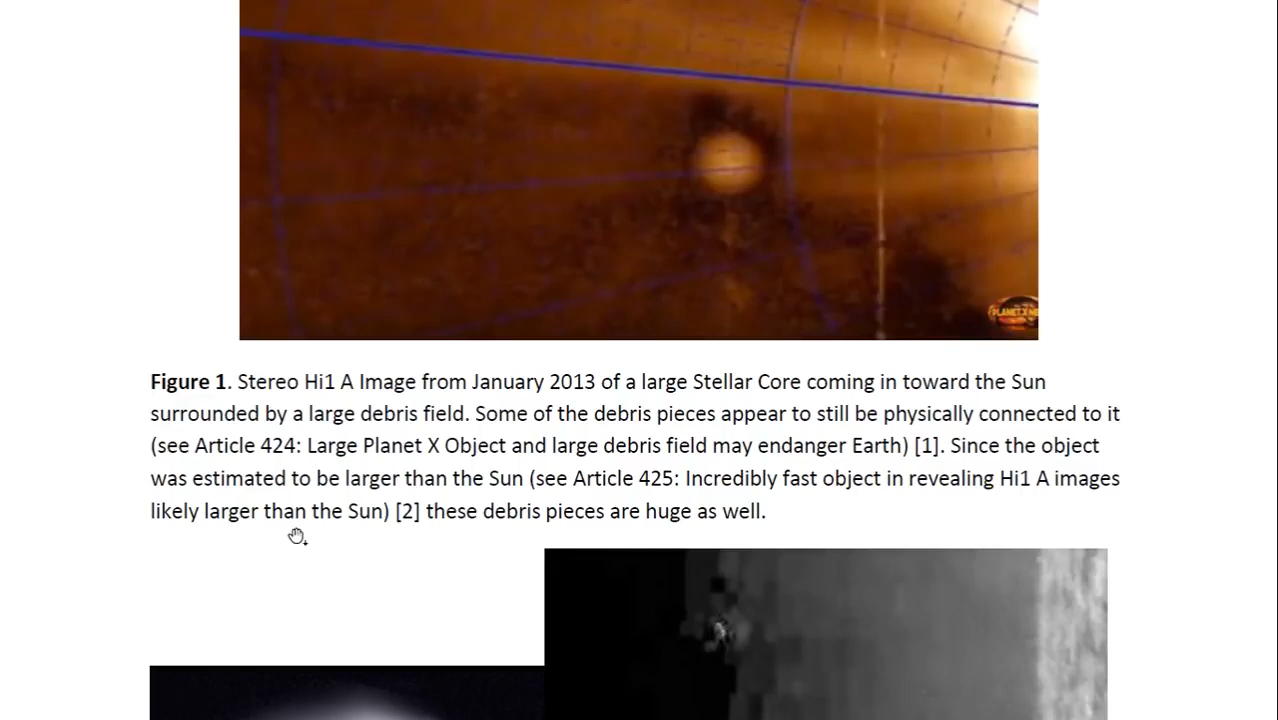 PLANET X NE
Figure 1. Stereo Hi1 A Image from January 2013 of a large Stellar Core coming in toward the Sun
surrounded by a large debris field. Some of the debris pieces appear to still be physically connected to it
(see Article 424: Large Planet X Object and large debris field may endanger Earth) [1]. Since the object
was estimated to be larger than the Sun (see Article 425: Incredibly fast object in revealing Hi1 A images
likely larger than the Sun) [2] these debris pieces are huge as well.